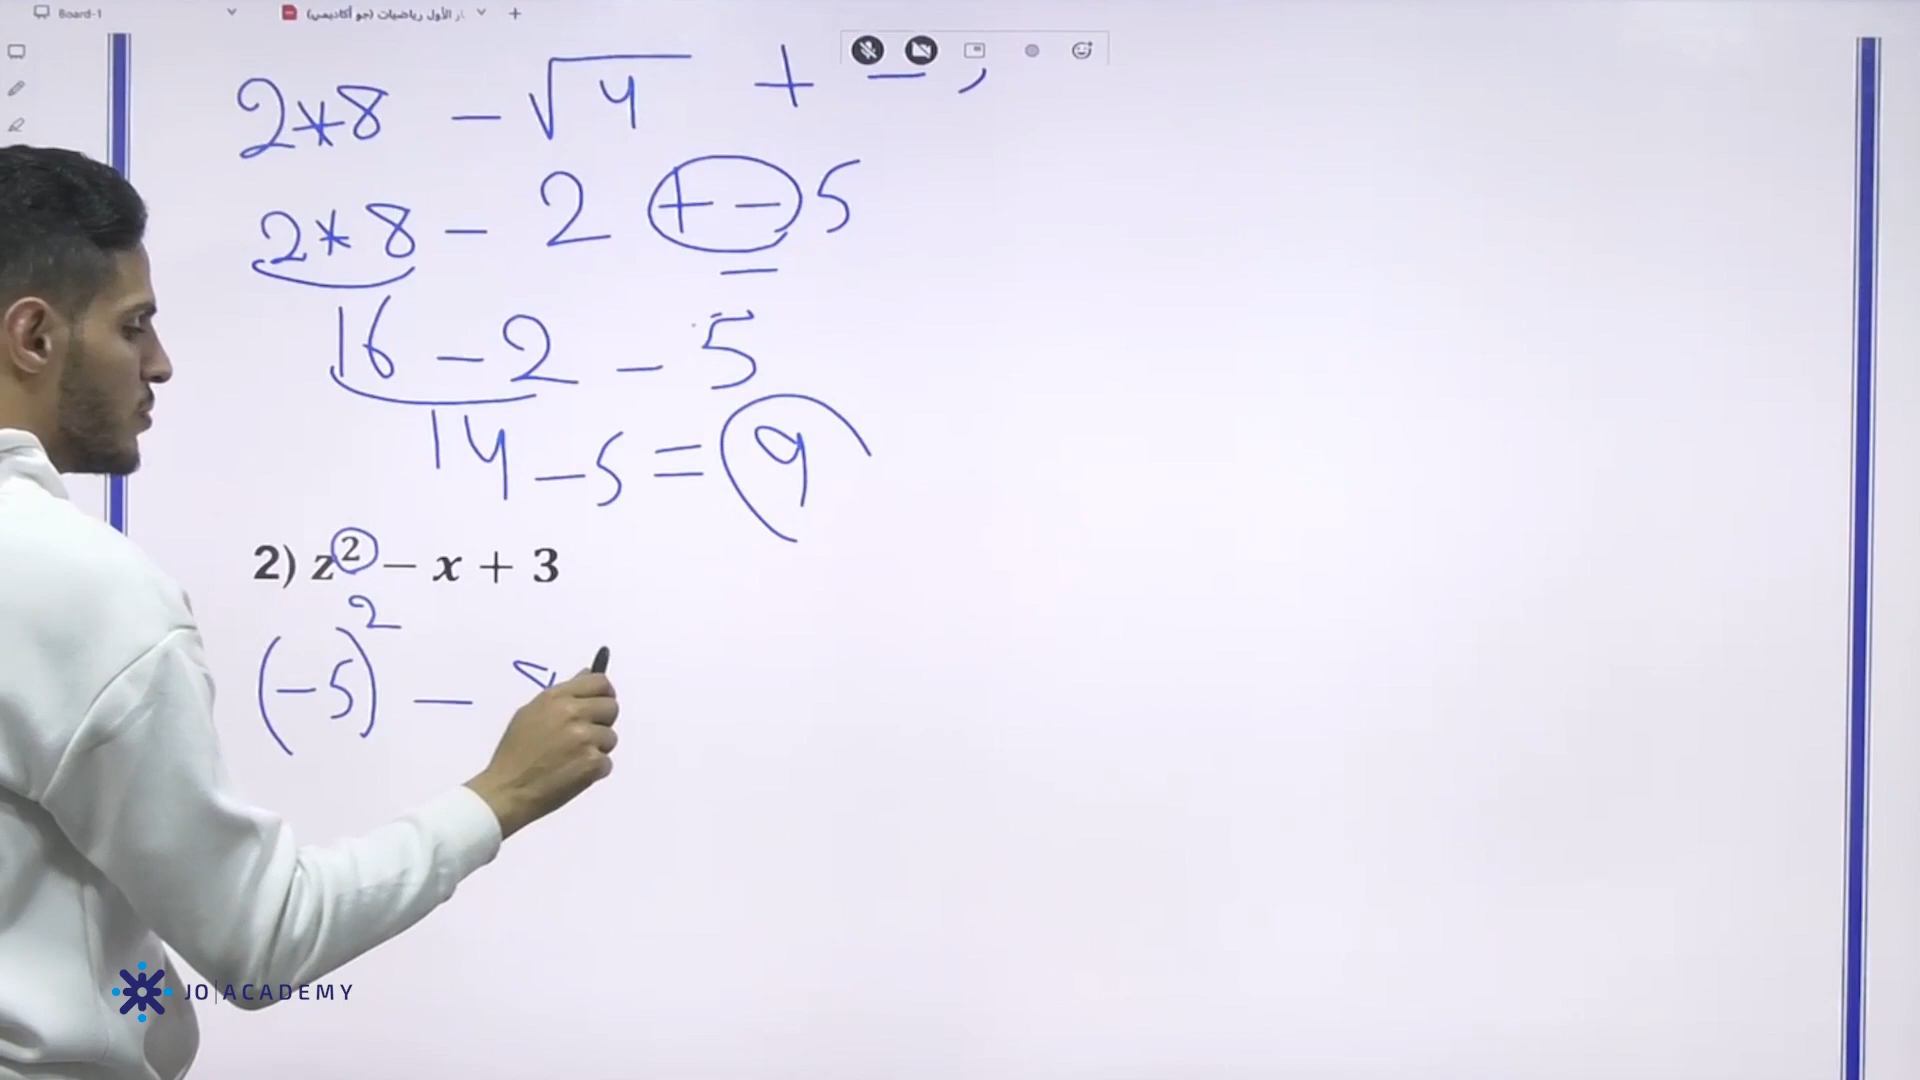 Board-1
ار الأول رياضيات (جو أكاديمي)
2*8 - √4 + -
2*8 - 2 + - 5
-
16 - 2 - 5
14 - 5 = 9
2) z² - x + 3
(-5)² - 8
JO|ACADEMY